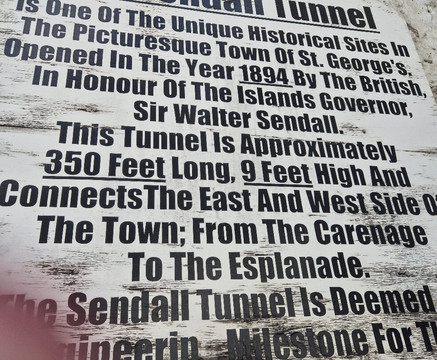 Sendall Tunnel
Is One Of The Unique Historical Sites In
The Picturesque Town Of St. George's.
Opened In The Year 1894 By The British,
In Honour Of The Islands Governor,
Sir Walter Sendall.
This Tunnel Is Approximately
350 Feet Long, 9 Feet High And
ConnectsThe East And West Side Of
The Town; From The Carenage
To The Esplanade.
The Sendall Tunnel Is Deemed
Milestone For